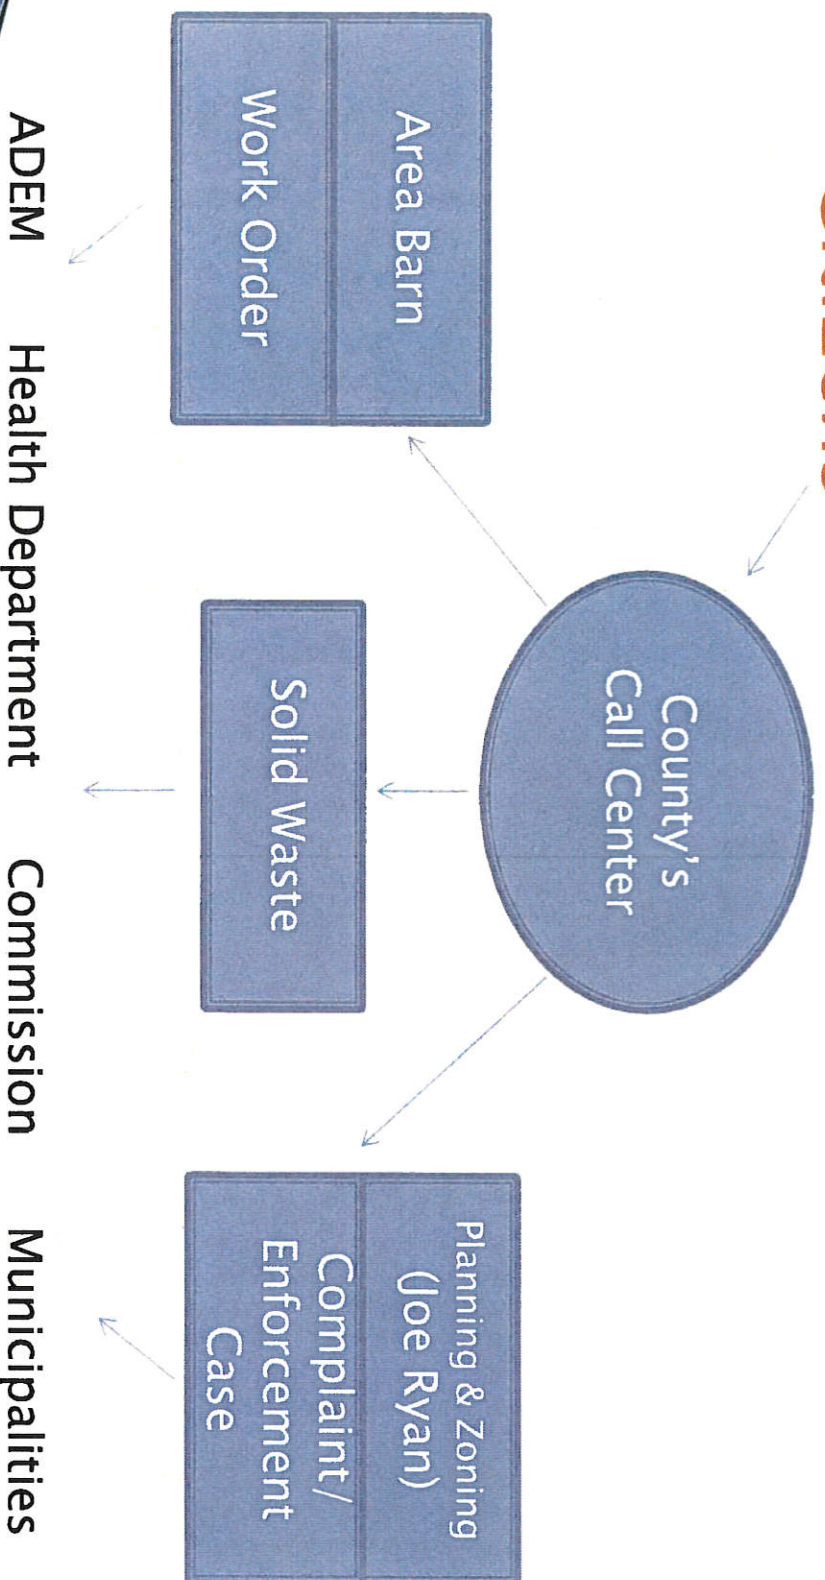 County's
Call Center
Area Barn
Work Order
Solid Waste
Planning & Zoning
(Joe Ryan)
Complaint/
Enforcement
Case
ADEM Health Department Commission Municipalities